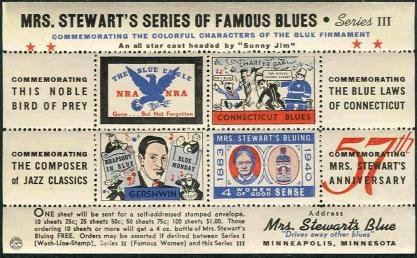 MRS. STEWART'S SERIES OF FAMOUS BLUES • Series III
COMMEMORATING THE COLORFUL CHARACTERS OF THE BLUE FIRMAMENT
An all star cast headed by "Sunny Jim"
COMMEMORATING
THIS NOBLE
BIRD OF PREY
THE BLUE EAGLE
NRA NRA
Gone... But Not Forgotten
CHARTER
CONNECTICUT BLUES
COMMEMORATING
THE BLUE LAWS
OF CONNECTICUT
COMMEMORATING
THE COMPOSER
of JAZZ CLASSICS
RHAPSODY
IN BLUE
BLUE
MONDAY
GERSHWIN
MRS. STEWART'S BLUING
1883
1940
4 WOMEN OF GOOD SENSE
57th
COMMEMORATING
MRS. STEWART'S
ANNIVERSARY
ONE sheet will be sent for a self-addressed stamped envelope.
10 sheets 25c; 25 sheets 50c; 75 sheets 75c; 100 sheets $1.00. Those
ordering 10 sheets or more will get a 4 oz. bottle of Mrs. Stewart's
Bluing FREE. Orders may be assorted if desired between Series I
(Wash-Line-Stamp), Series II (Famous Women) and this Series III
Address
Mrs. Stewart's Blue
"Drives away other blues"
MINNEAPOLIS, MINNESOTA